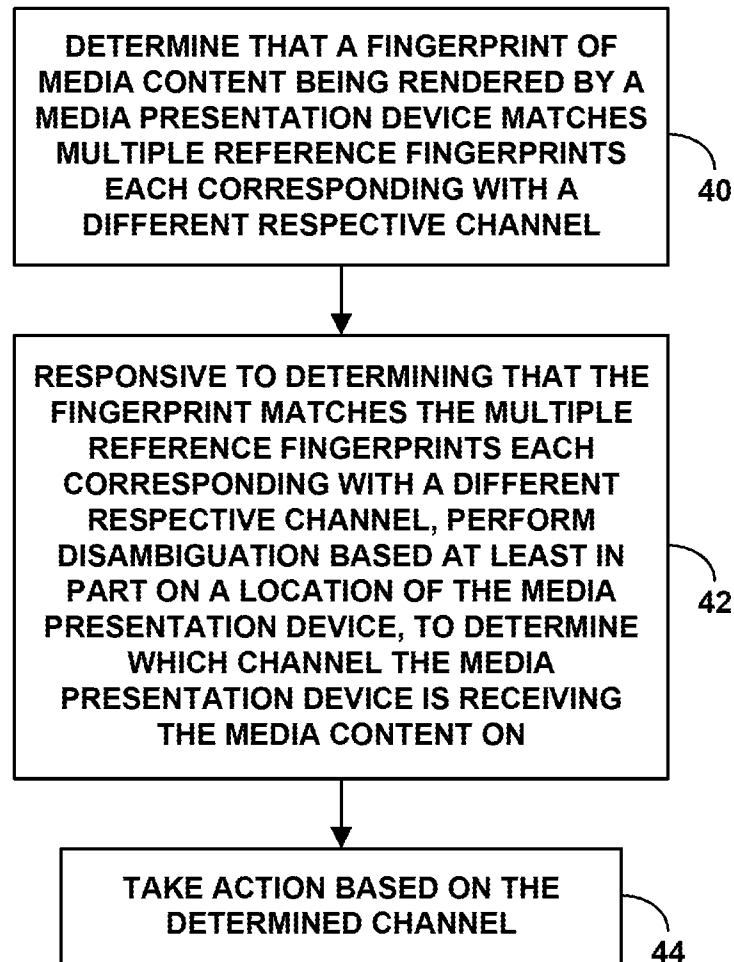 DETERMINE THAT A FINGERPRINT OF
MEDIA CONTENT BEING RENDERED BY A
MEDIA PRESENTATION DEVICE MATCHES
MULTIPLE REFERENCE FINGERPRINTS
EACH CORRESPONDING WITH A
DIFFERENT RESPECTIVE CHANNEL
40
RESPONSIVE TO DETERMINING THAT THE
FINGERPRINT MATCHES THE MULTIPLE
REFERENCE FINGERPRINTS EACH
CORRESPONDING WITH A DIFFERENT
RESPECTIVE CHANNEL, PERFORM
DISAMBIGUATION BASED AT LEAST IN
PART ON A LOCATION OF THE MEDIA
PRESENTATION DEVICE, TO DETERMINE
WHICH CHANNEL THE MEDIA
PRESENTATION DEVICE IS RECEIVING
THE MEDIA CONTENT ON
42
TAKE ACTION BASED ON THE
DETERMINED CHANNEL
44